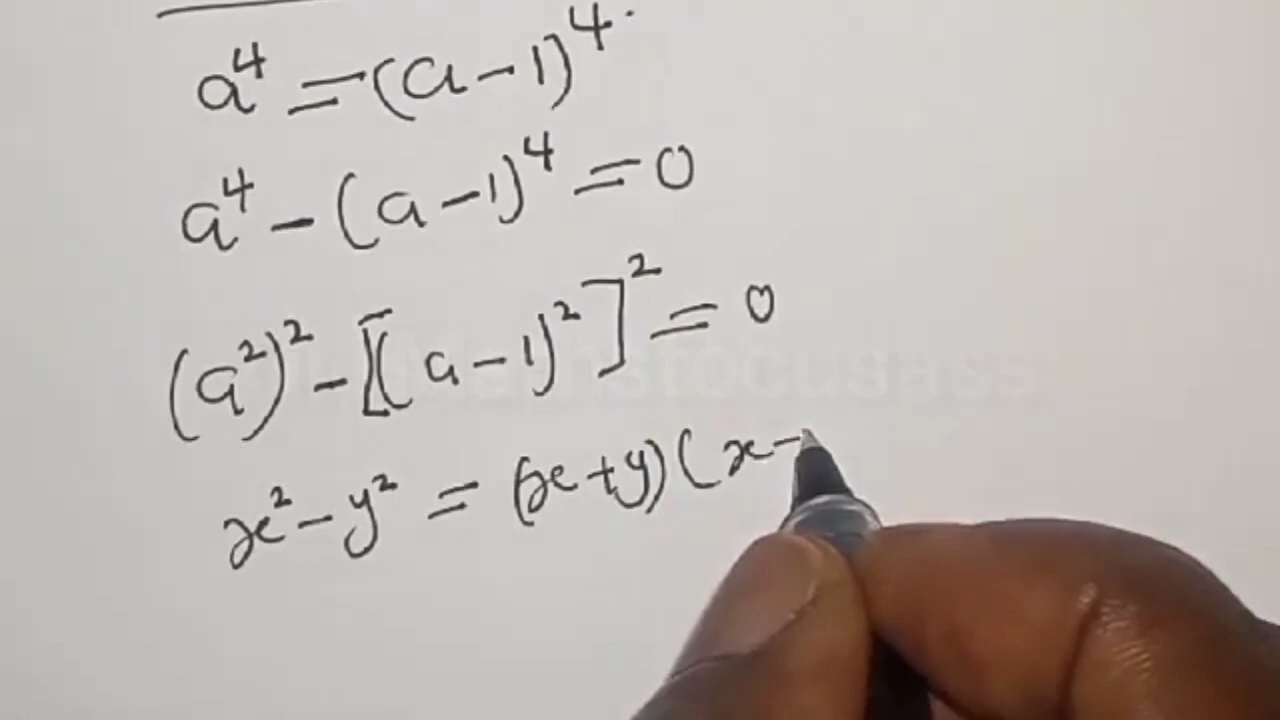 a⁴ = (a - 1)⁴
a⁴ - (a - 1)⁴ = 0
(a²)² - [(a - 1)²]² = 0
x² - y² = (x + y)(x -